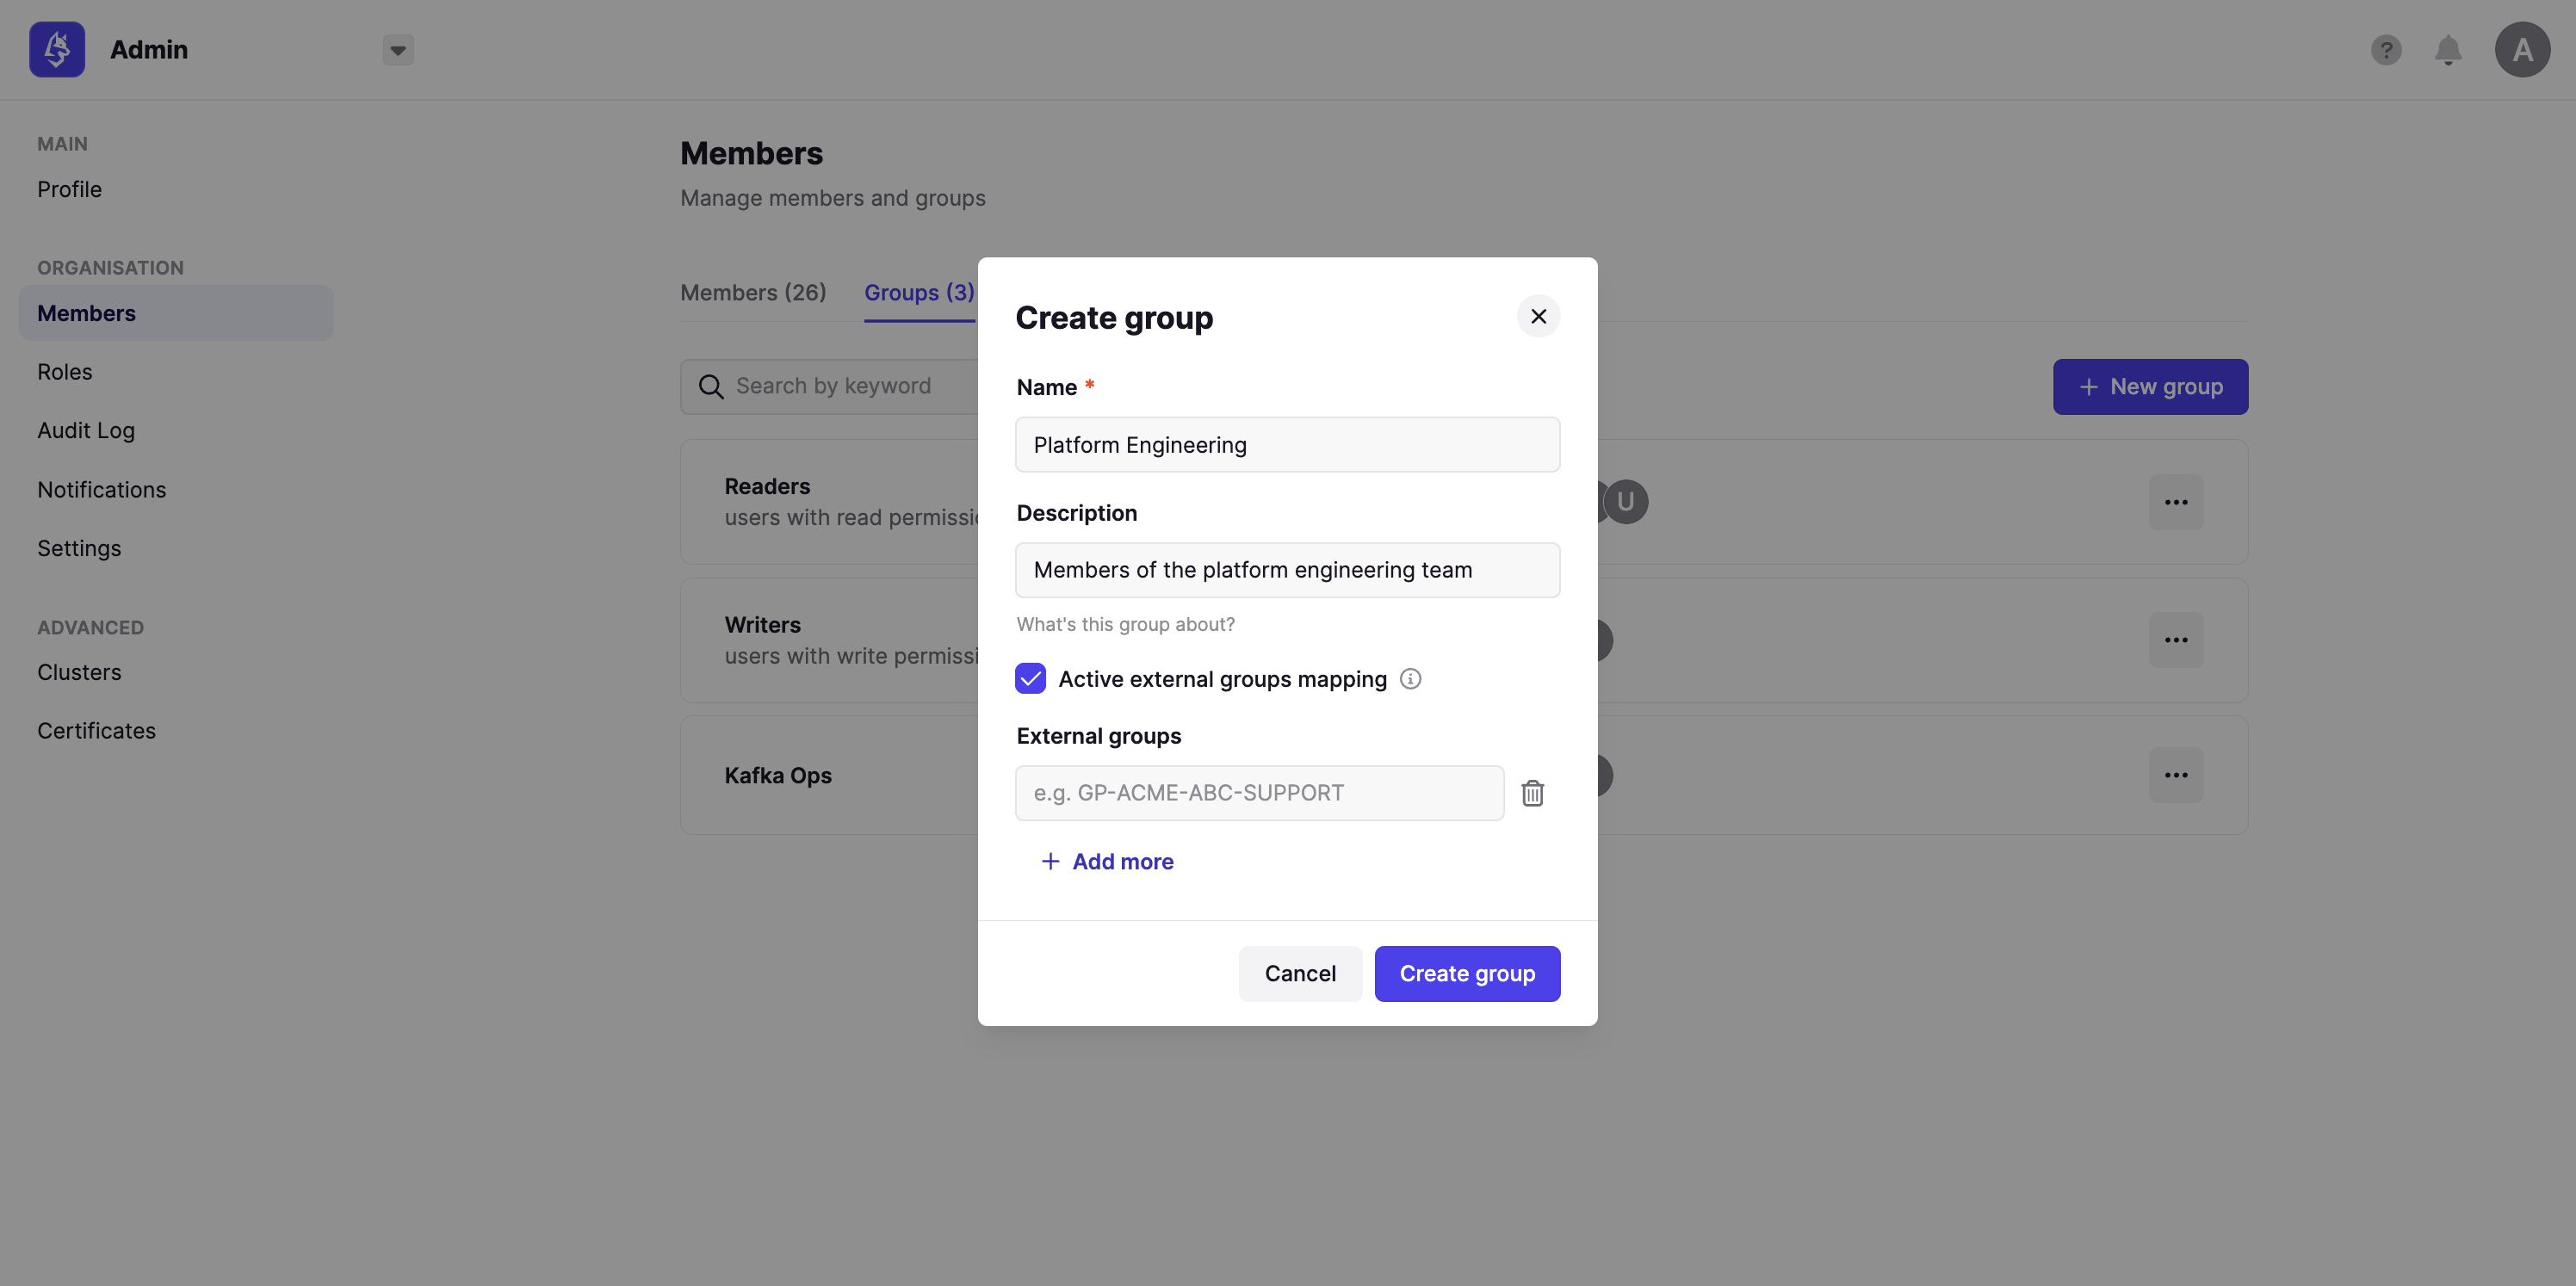 Admin
?
A
MAIN
Profile
ORGANISATION
Members
Roles
Audit Log
Notifications
Settings
ADVANCED
Clusters
Certificates
Members
Manage members and groups
Members (26)
Groups (3)
Search by keyword
+ New group
Readers
users with read
U
Writers
users with write
Kafka Ops
Create group
Name *
Platform Engineering
Description
Members of the platform engineering team
What's this group about?
Active external groups mapping
External groups
e.g. GP-ACME-ABC-SUPPORT
+ Add more
Cancel
Create group